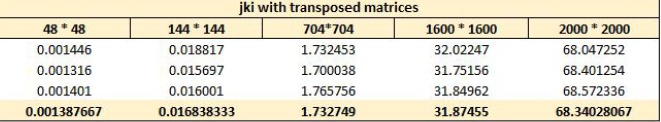 jki with transposed matrices
48 * 48 144 * 144 704*704 1600 * 1600 2000 * 2000
0.001446 0.018817 1.732453 32.02247 68.047252
0.001316 0.015697 1.700038 31.75156 68.401254
0.001401 0.016001 1.765756 31.84962 68.572336
0.001387667 0.016838333 1.732749 31.87455 68.34028067